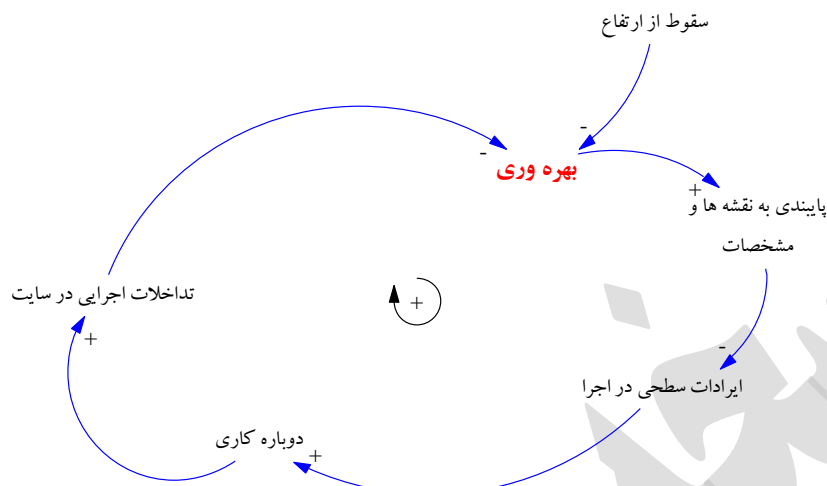 سقوط از ارتفاع
-
-
بهره وری
+
پایبندی به نقشه ها و
مشخصات
تداخلات اجرایی در سایت
+
+
-
ایرادات سطحی در اجرا
دوباره کاری
+